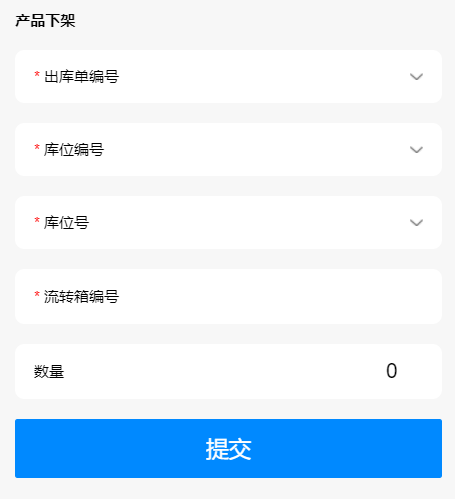 产品下架
* 出库单编号
* 库位编号
* 库位号
* 流转箱编号
数量 0
提交